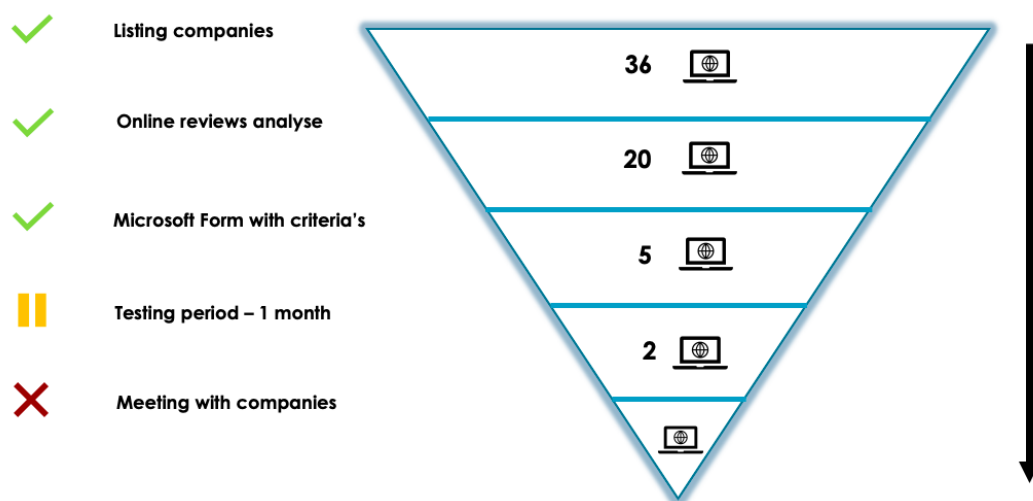 Listing companies
36
Online reviews analyse
20
Microsoft Form with criteria's
5
Testing period – 1 month
2
Meeting with companies